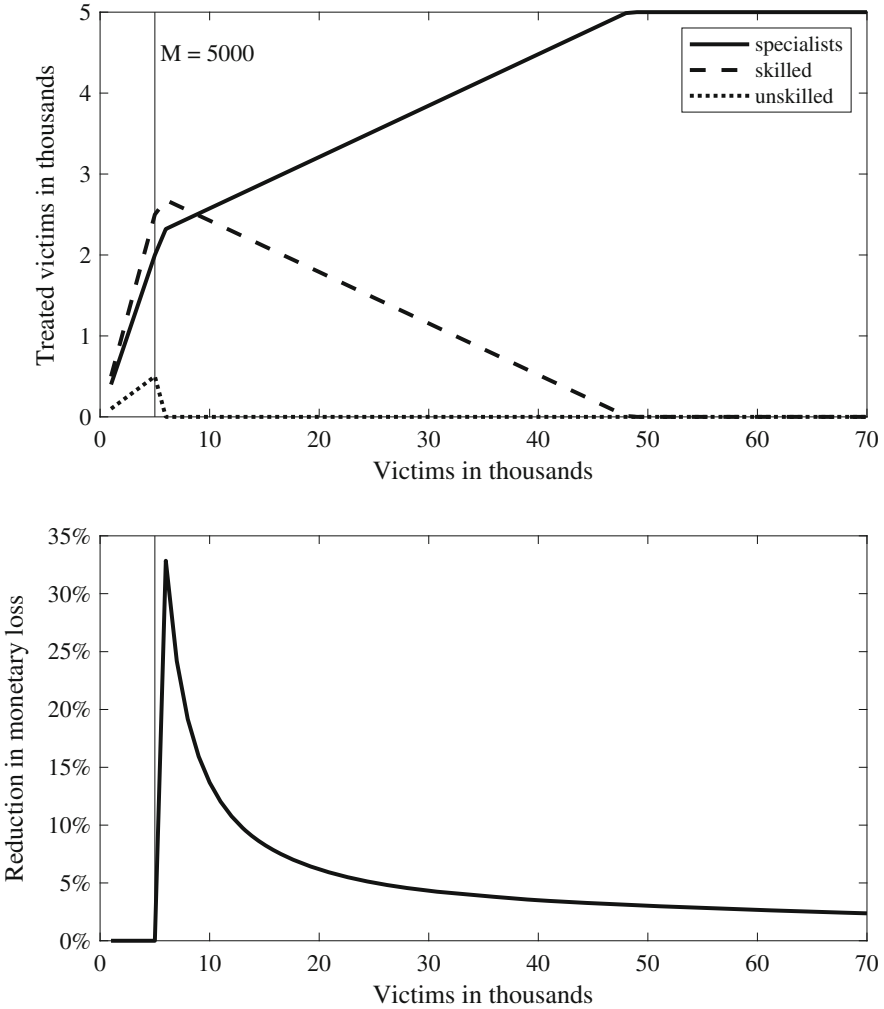 5
4
3
2
1
0
Treated victims in thousands
M = 5000
specialists
skilled
unskilled
0 10 20 30 40 50 60 70
Victims in thousands
35%
30%
25%
20%
15%
10%
5%
0%
Reduction in monetary loss
0 10 20 30 40 50 60 70
Victims in thousands